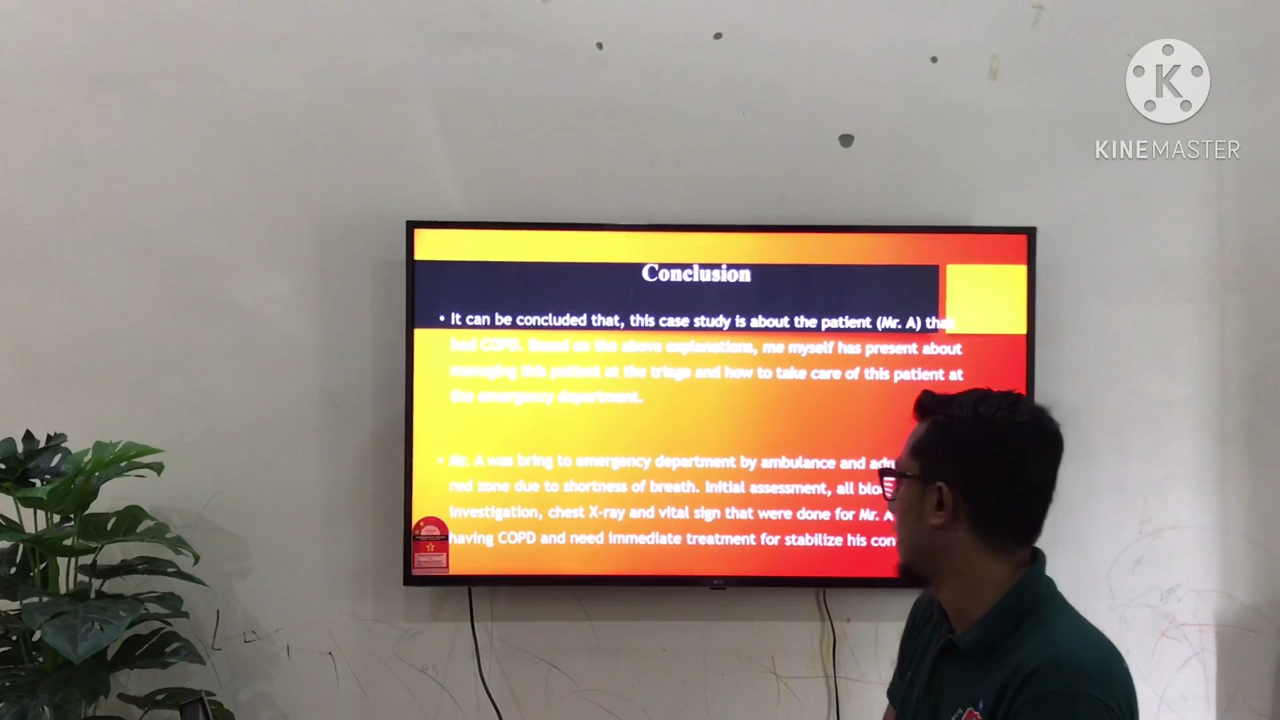 KINEMASTER
Conclusion
• It can be concluded that, this case study is about the patient (Mr. A) that
had COPD. Based on the above explanations, me myself has present about
managing this patient at the triage and how to take care of this patient at
the emergency department.
• Mr. A was bring to emergency department by ambulance and
red zone due to shortness of breath. Initial assessment, all
investigation, chest X-ray and vital sign that were done for Mr.
having COPD and need immediate treatment for stabilize his